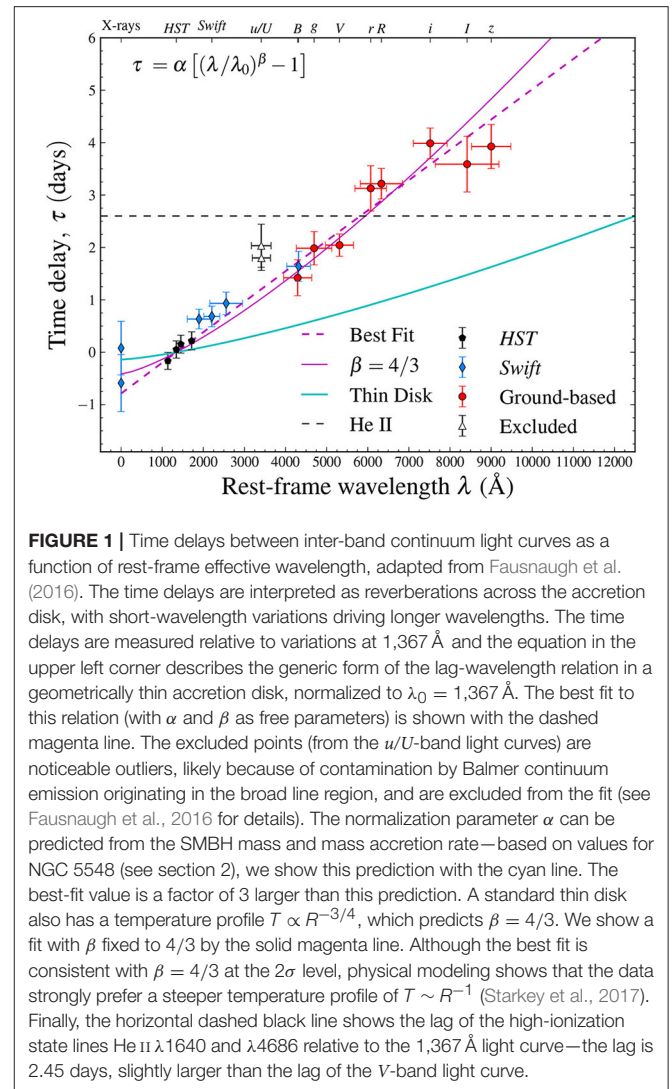 X-rays HST Swift u/U B g V r R i I z
6
5
4
3
2
1
0
−1
τ = α [(λ/λ₀)^β − 1]
Time delay, τ (days)
Best Fit
β = 4/3
Thin Disk
He II
HST
Swift
Ground-based
Excluded
0 1000 2000 3000 4000 5000 6000 7000 8000 9000 10000 11000 12000
Rest-frame wavelength λ (Å)
FIGURE 1 | Time delays between inter-band continuum light curves as a
function of rest-frame effective wavelength, adapted from Fausnaugh et al.
(2016). The time delays are interpreted as reverberations across the accretion
disk, with short-wavelength variations driving longer wavelengths. The time
delays are measured relative to variations at 1,367 Å and the equation in the
upper left corner describes the generic form of the lag-wavelength relation in a
geometrically thin accretion disk, normalized to λ₀ = 1,367 Å. The best fit to
this relation (with α and β as free parameters) is shown with the dashed
magenta line. The excluded points (from the u/U-band light curves) are
noticeable outliers, likely because of contamination by Balmer continuum
emission originating in the broad line region, and are excluded from the fit (see
Fausnaugh et al., 2016 for details). The normalization parameter α can be
predicted from the SMBH mass and mass accretion rate—based on values for
NGC 5548 (see section 2), we show this prediction with the cyan line. The
best-fit value is a factor of 3 larger than this prediction. A standard thin disk
also has a temperature profile T ∝ R^−3/4, which predicts β = 4/3. We show a
fit with β fixed to 4/3 by the solid magenta line. Although the best fit is
consistent with β = 4/3 at the 2σ level, physical modeling shows that the data
strongly prefer a steeper temperature profile of T ∼ R^−1 (Starkey et al., 2017).
Finally, the horizontal dashed black line shows the lag of the high-ionization
state lines He II λ1640 and λ4686 relative to the 1,367 Å light curve—the lag is
2.45 days, slightly larger than the lag of the V-band light curve.